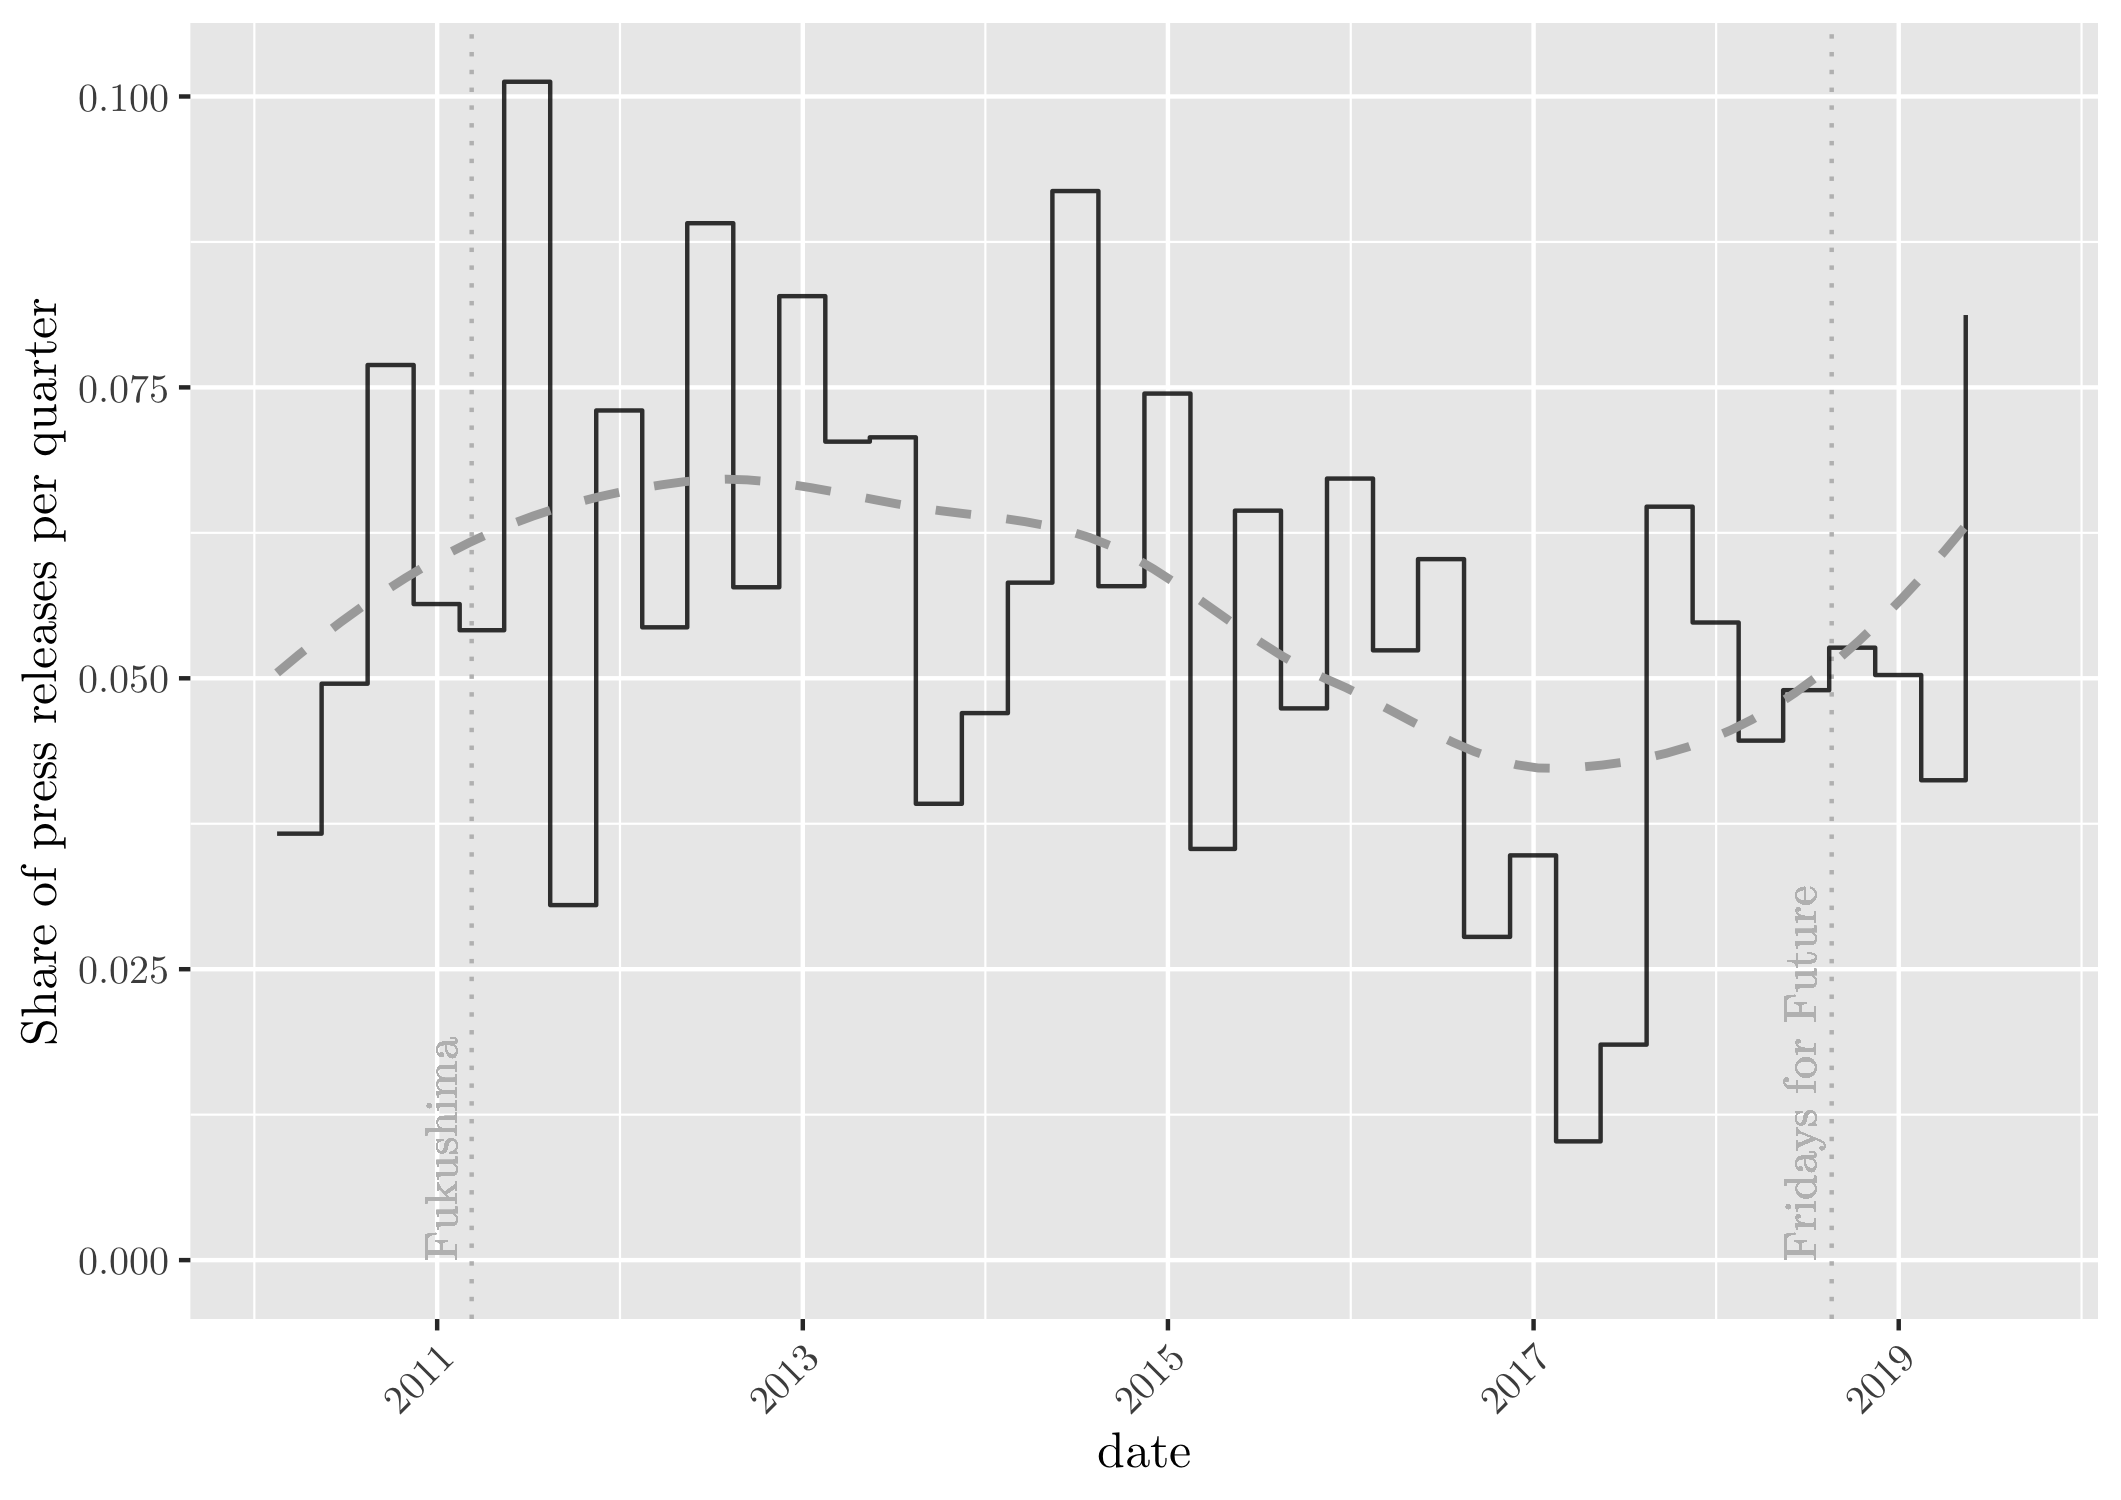 Share of press releases per quarter
0.100
0.075
0.050
0.025
0.000
Fukushima
Fridays for Future
2011
2013
2015
2017
2019
date